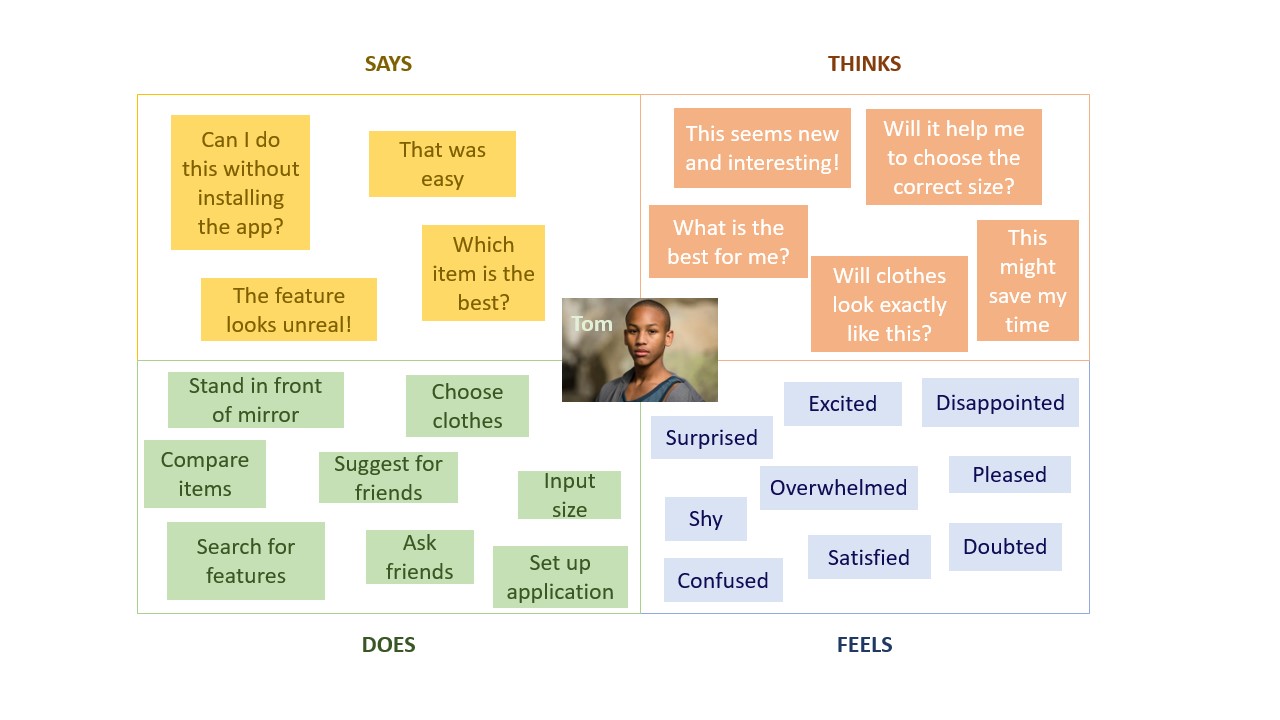 SAYS
THINKS
Can I do
this without
installing
the app?
That was
easy
Which
item is the
best?
The feature
looks unreal!
This seems new
and interesting!
Will it help me
to choose the
correct size?
What is the
best for me?
Will clothes
look exactly
like this?
This
might
save my
time
Tom
Stand in front
of mirror
Choose
clothes
Compare
items
Suggest for
friends
Input
size
Search for
features
Ask
friends
Set up
application
Excited
Disappointed
Surprised
Overwhelmed
Pleased
Shy
Satisfied
Doubted
Confused
DOES
FEELS